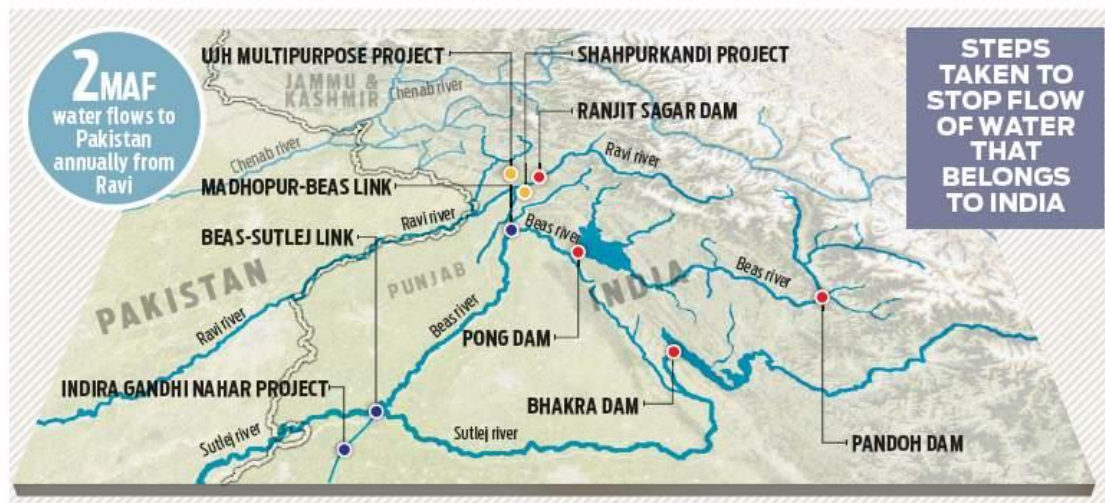 2MAF
water flows to
Pakistan
annually from
Ravi
STEPS
TAKEN TO
STOP FLOW
OF WATER
THAT
BELONGS
TO INDIA
UJH MULTIPURPOSE PROJECT
SHAHPURKANDI PROJECT
JAMMU &
KASHMIR
Chenab river
RANJIT SAGAR DAM
Chenab river
Ravi river
MADHOPUR-BEAS LINK
Ravi river
BEAS-SUTLEJ LINK
Beas river
Beas river
PAKISTAN
PUNJAB
INDIA
Ravi river
Beas river
PONG DAM
INDIRA GANDHI NAHAR PROJECT
BHAKRA DAM
Sutlej river
Sutlej river
PANDOH DAM